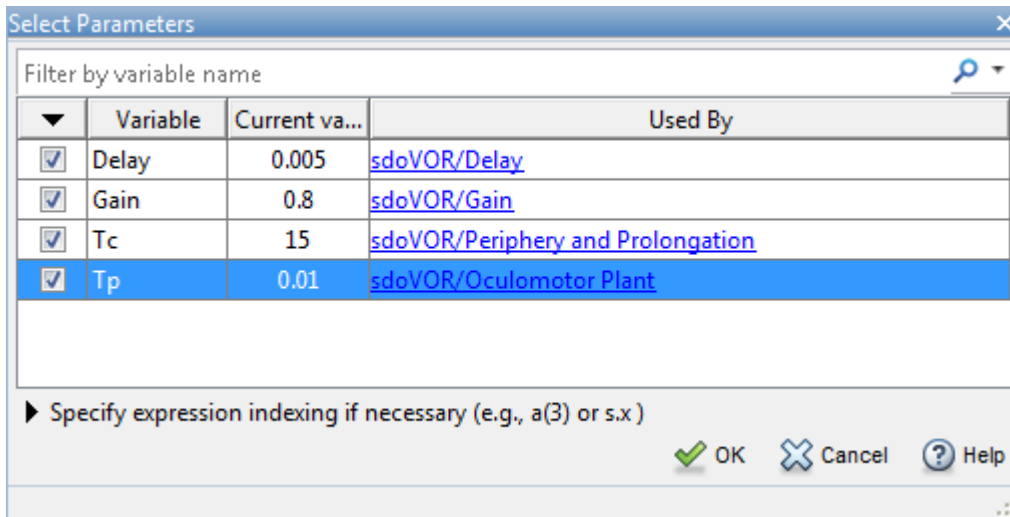 Select Parameters
Filter by variable name
Variable Current va... Used By
Delay 0.005 sdoVOR/Delay
Gain 0.8 sdoVOR/Gain
Tc 15 sdoVOR/Periphery and Prolongation
Tp 0.01 sdoVOR/Oculomotor Plant
Specify expression indexing if necessary (e.g., a(3) or s.x )
OK Cancel Help